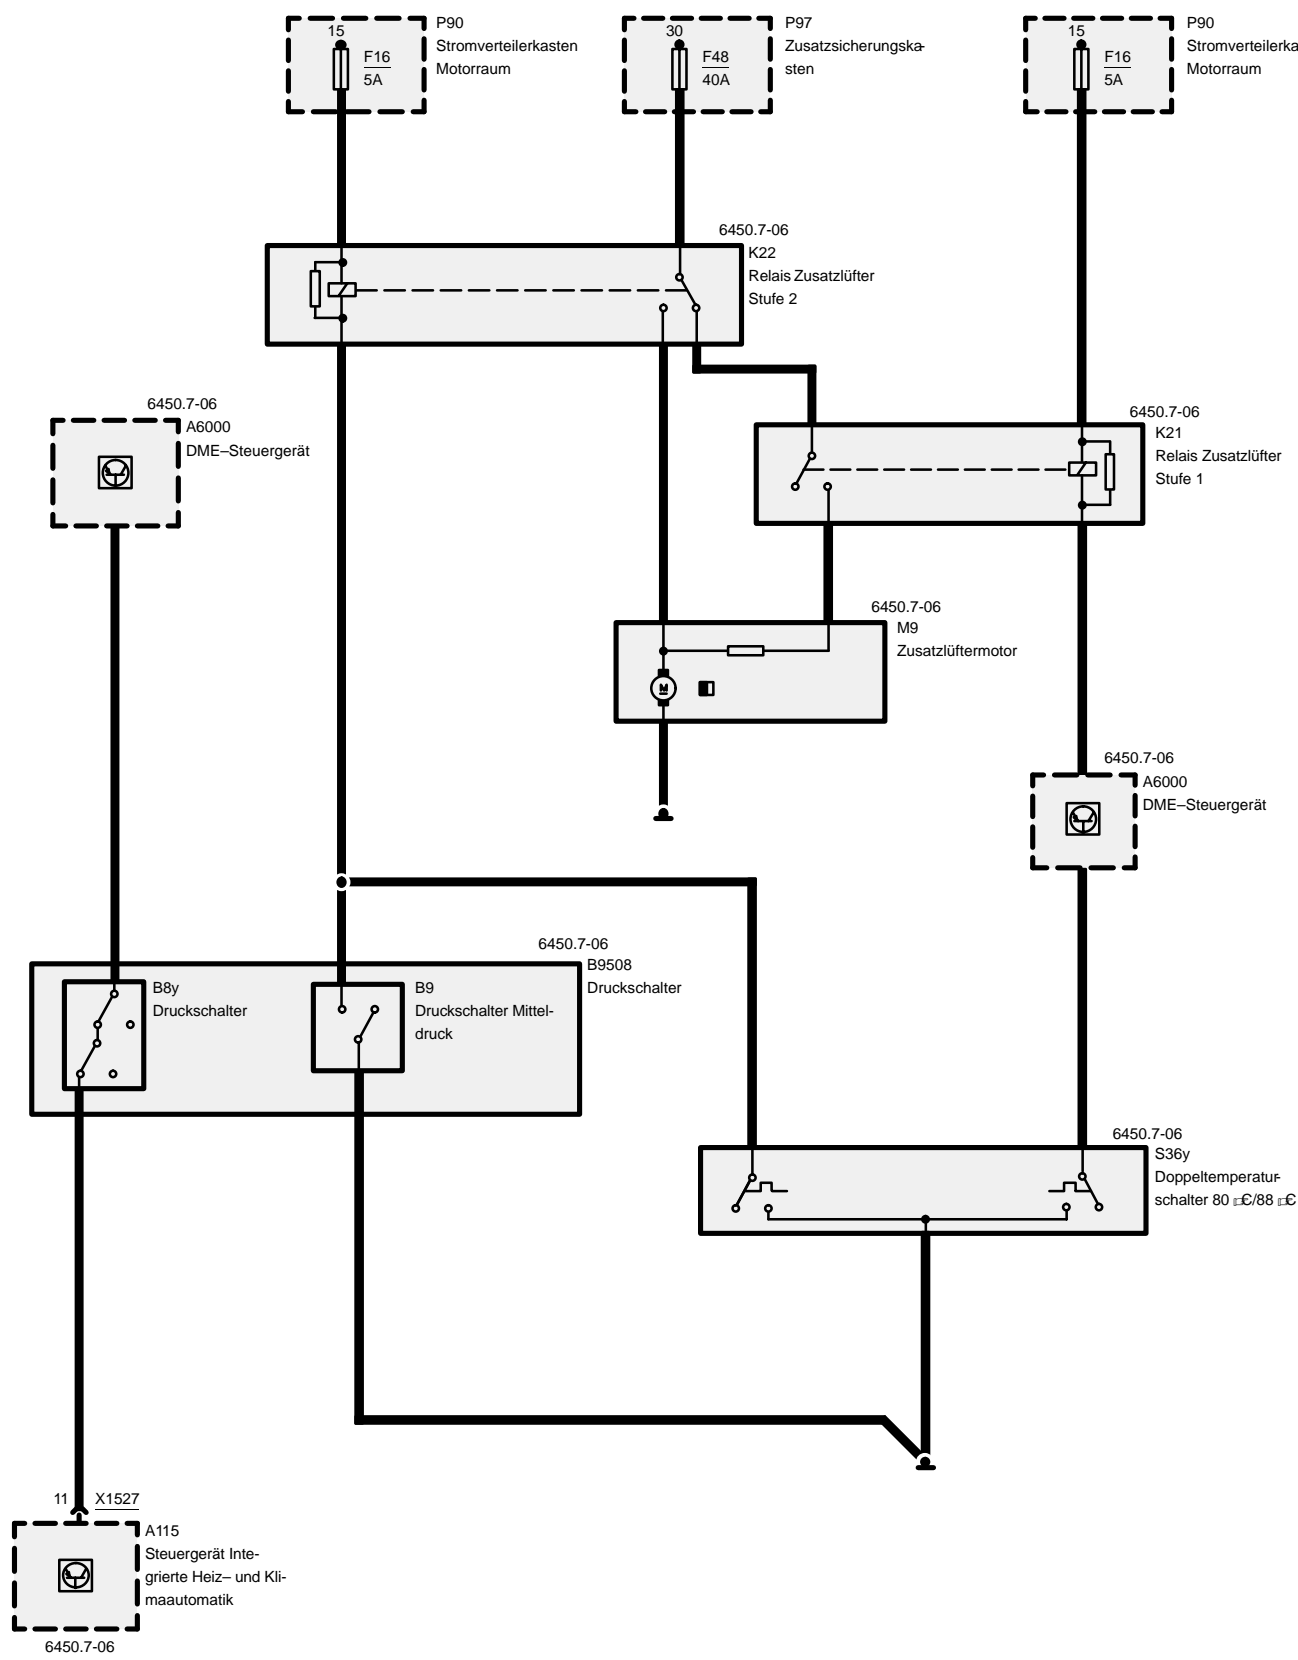 15
F16
5A
P90
Stromverteilerkasten
Motorraum
30
F48
40A
P97
Zusatzsicherungska-
sten
15
F16
5A
P90
Stromverteilerka
Motorraum
6450.7-06
K22
Relais Zusatzlüfter
Stufe 2
6450.7-06
A6000
DME–Steuergerät
6450.7-06
K21
Relais Zusatzlüfter
Stufe 1
6450.7-06
M9
Zusatzlüftermotor
M
6450.7-06
A6000
DME–Steuergerät
6450.7-06
B9508
Druckschalter
B8y
Druckschalter
B9
Druckschalter Mittel-
druck
6450.7-06
S36y
Doppeltemperatur-
schalter 80 /88
11
X1527
A115
Steuergerät Inte-
grierte Heiz– und Kli-
maautomatik
6450.7-06